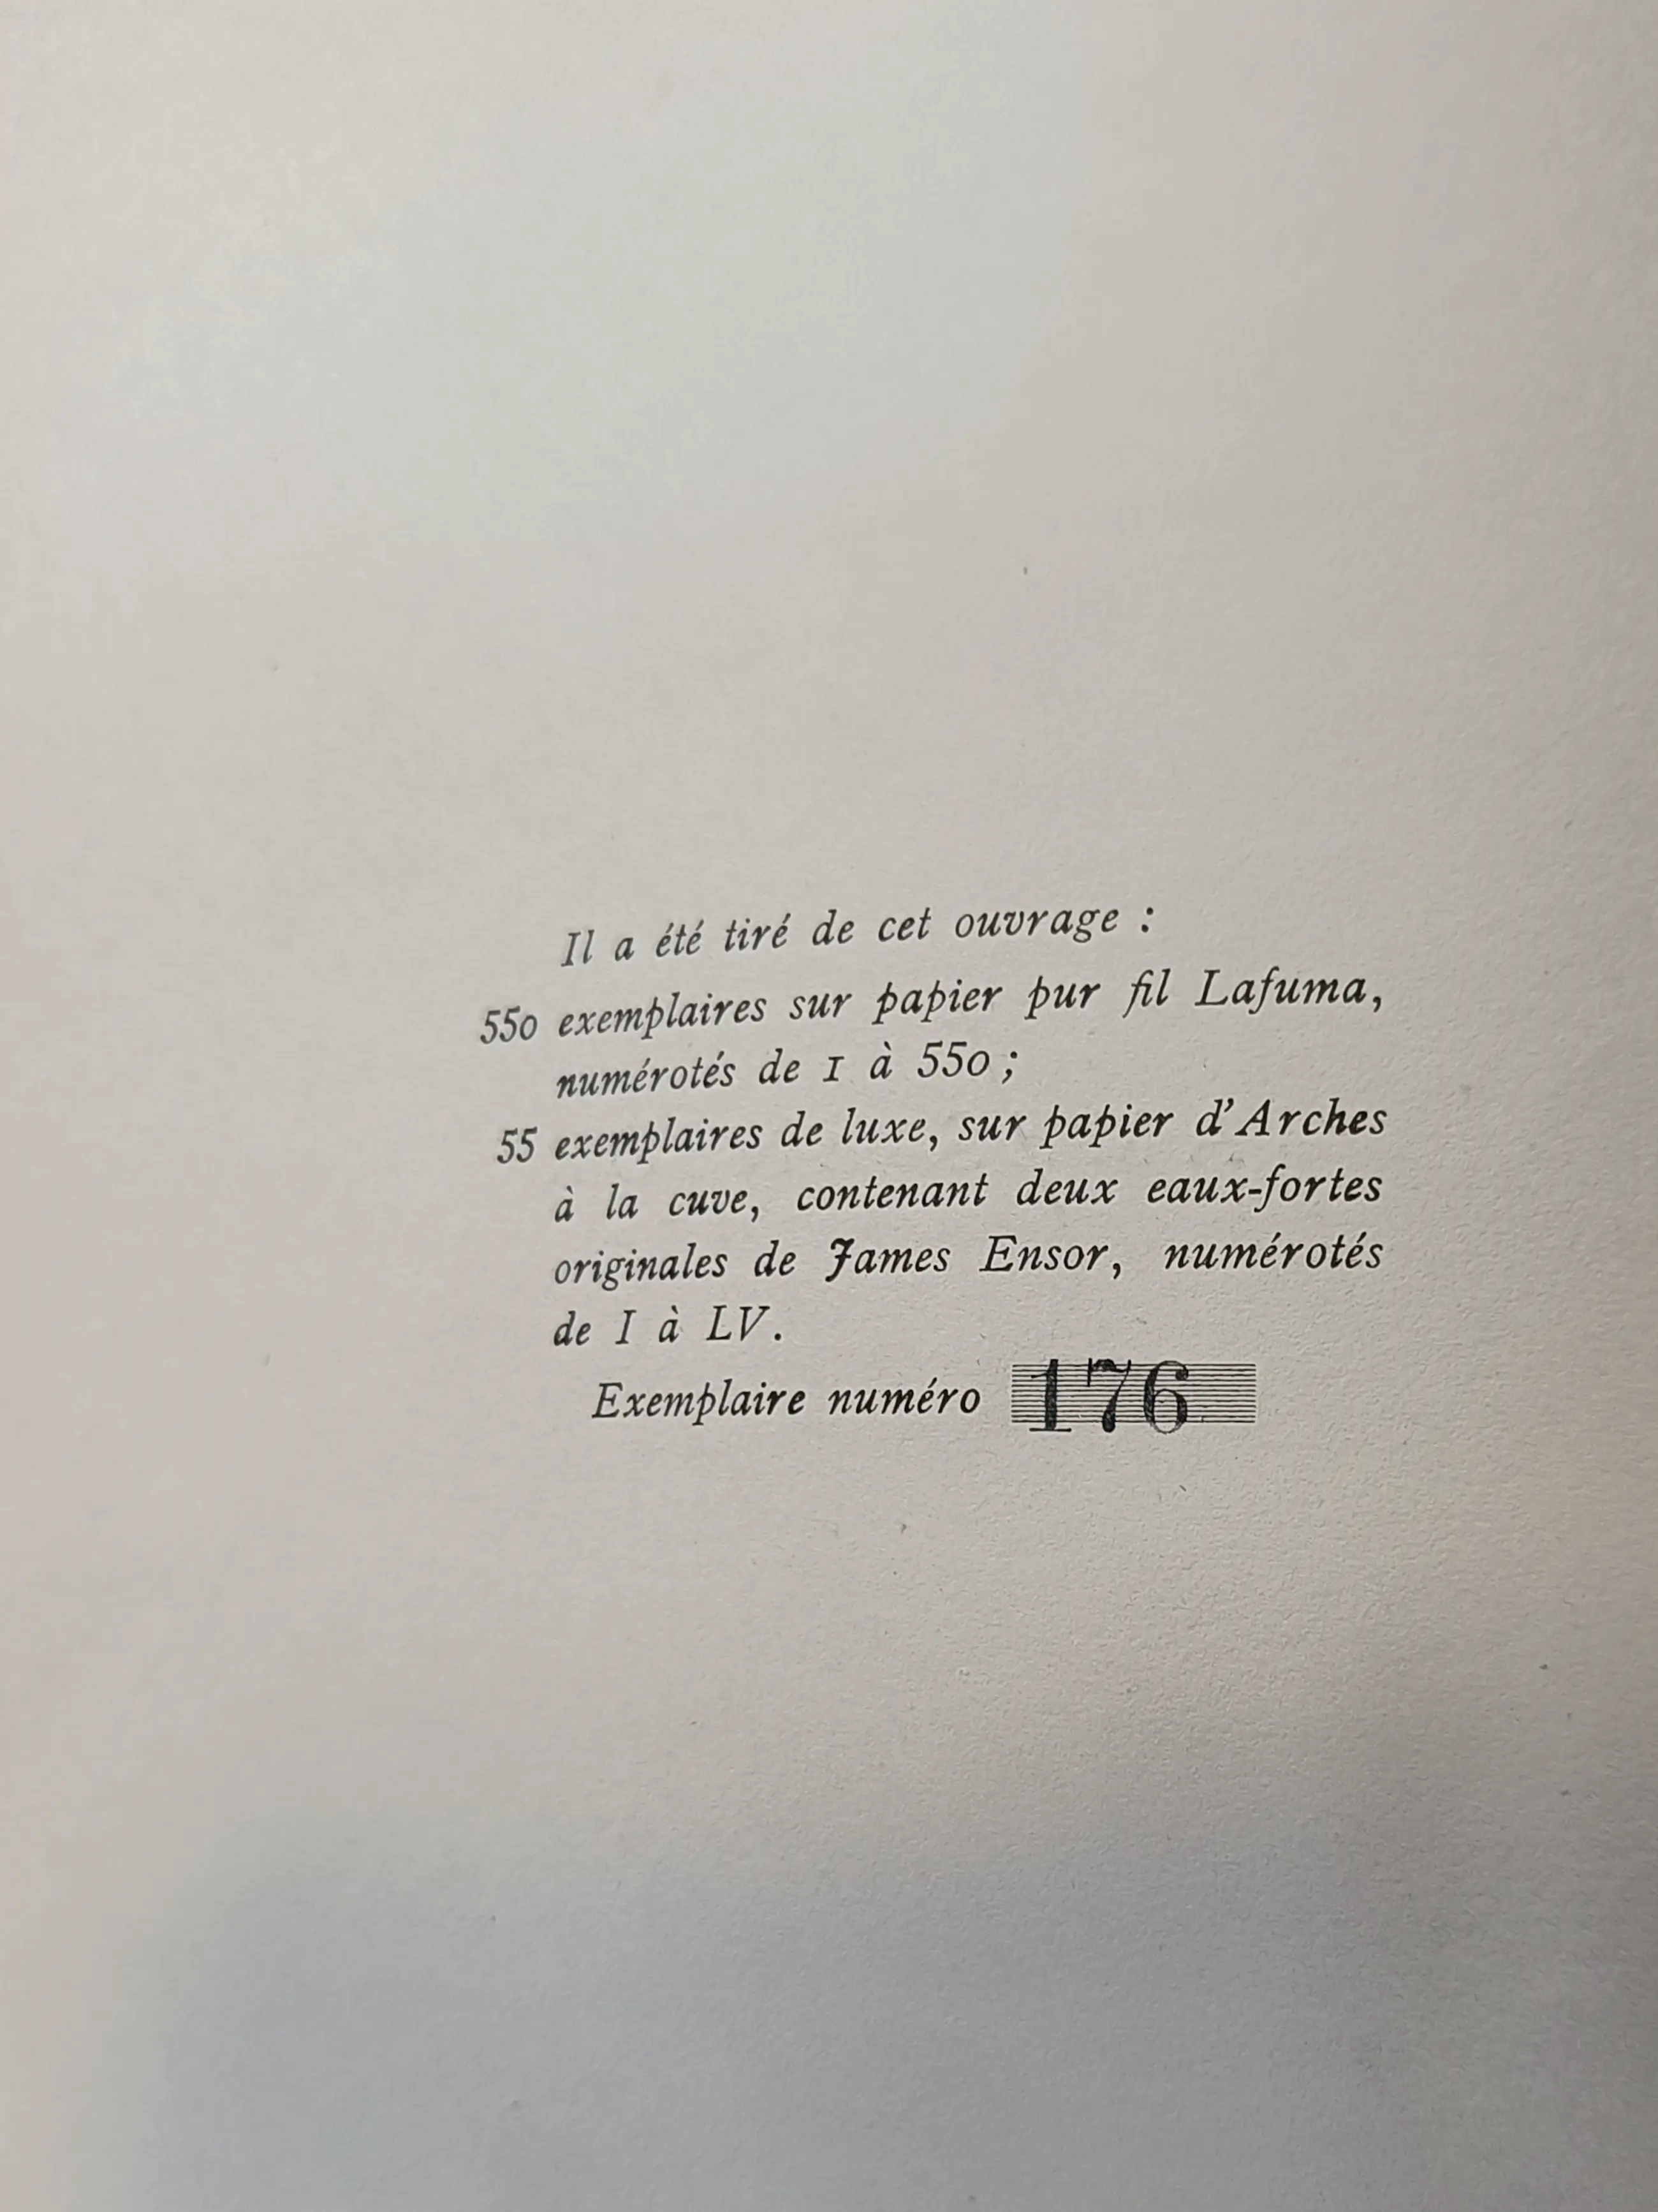 Il a été tiré de cet ouvrage :
550 exemplaires sur papier pur fil Lafuma,
numérotés de 1 à 550 ;
55 exemplaires de luxe, sur papier d'Arches
à la cuve, contenant deux eaux-fortes
originales de James Ensor, numérotés
de I à LV.
Exemplaire numéro 176